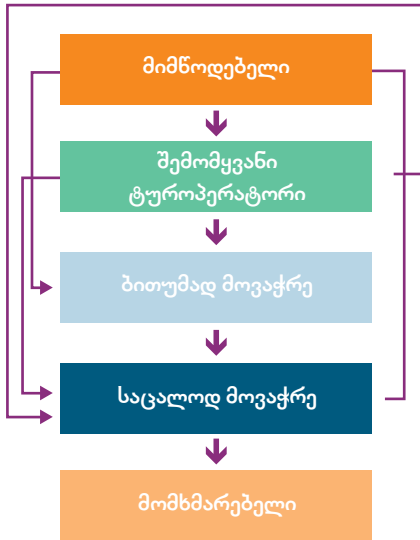 მიმწოდებელი
შემომყვანი
ტუროპერატორი
ბითუმად მოვაჭრე
საცალოდ მოვაჭრე
მომხმარებელი